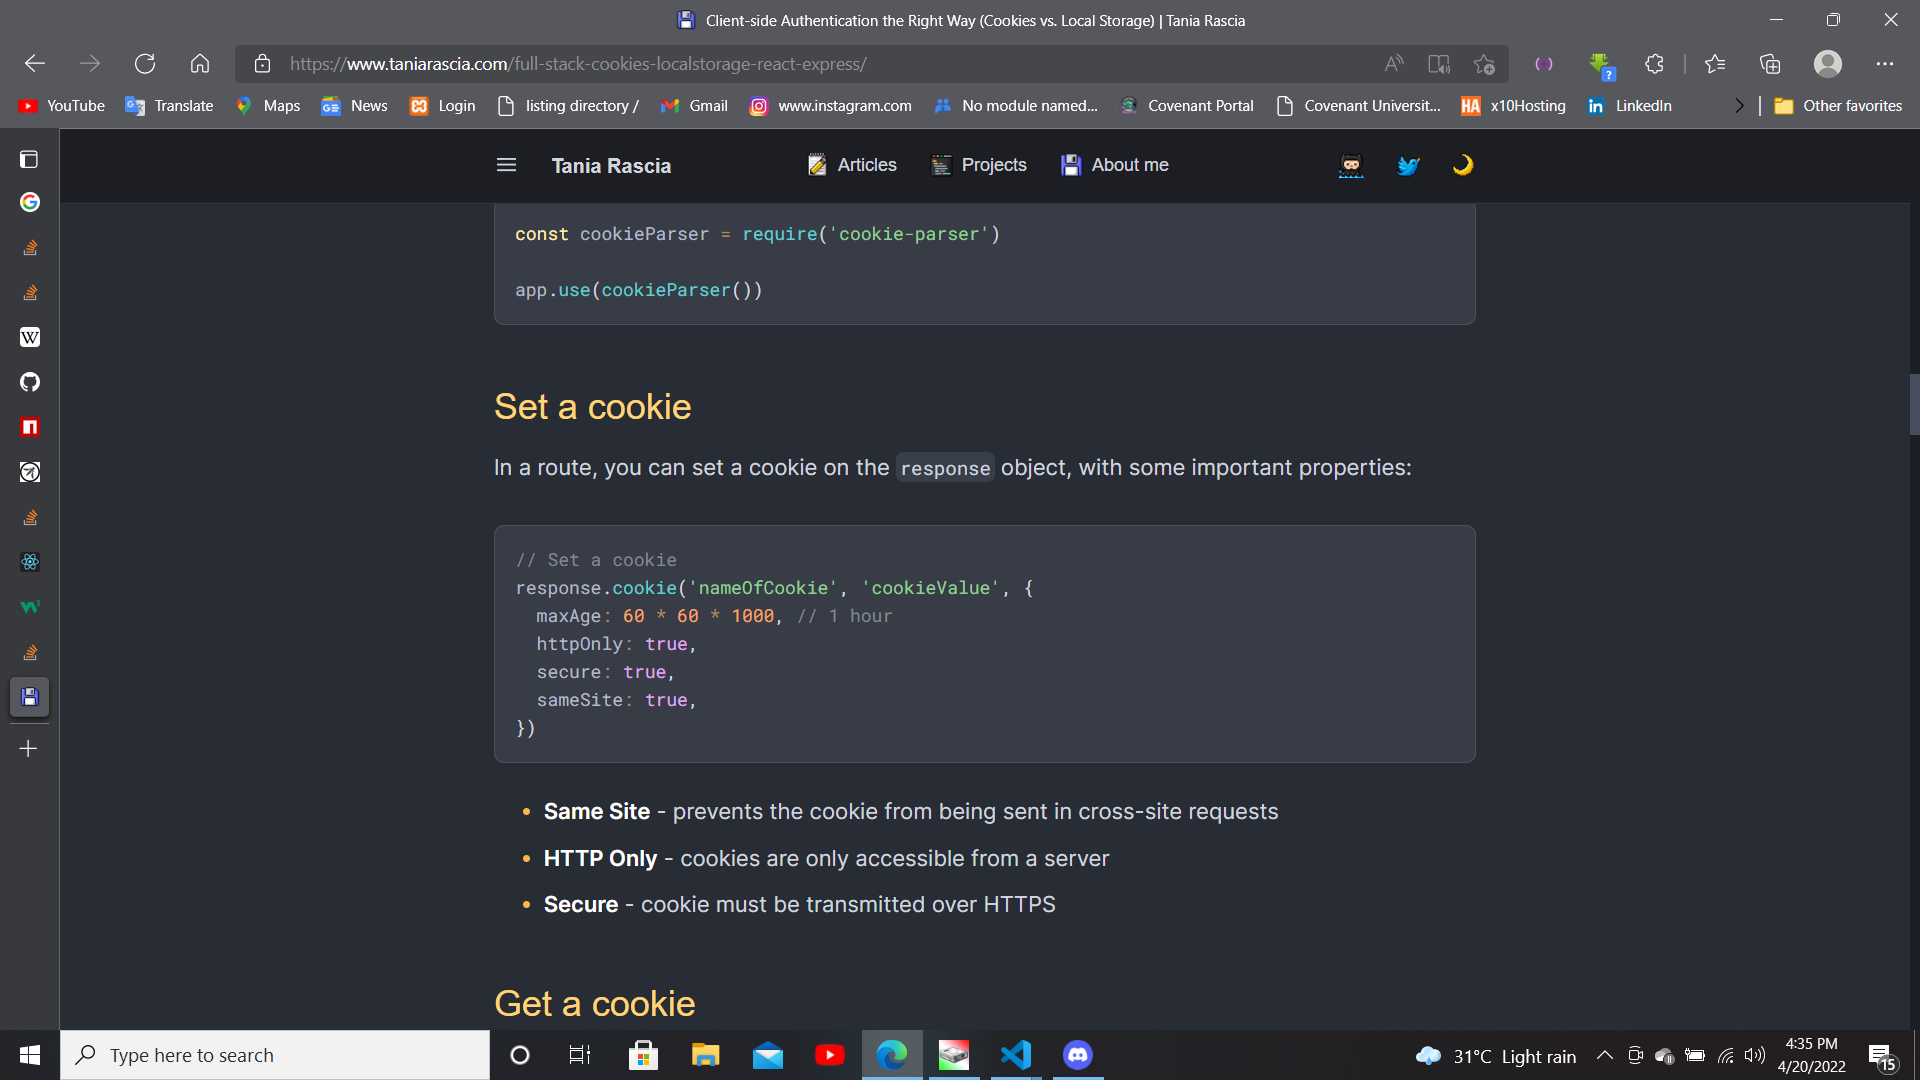 Client-side Authentication the Right Way (Cookies vs. Local Storage) | Tania Rascia
https://www.taniarascia.com/full-stack-cookies-localstorage-react-express/
YouTube Translate Maps News Login listing directory / Gmail www.instagram.com No module named... Covenant Portal Covenant Universit... x10Hosting LinkedIn Other favorites
Tania Rascia Articles Projects About me
const cookieParser = require('cookie-parser')
app.use(cookieParser())
Set a cookie
In a route, you can set a cookie on the response object, with some important properties:
// Set a cookie
response.cookie('nameOfCookie', 'cookieValue', {
maxAge: 60 * 60 * 1000, // 1 hour
httpOnly: true,
secure: true,
sameSite: true,
})
• Same Site - prevents the cookie from being sent in cross-site requests
• HTTP Only - cookies are only accessible from a server
• Secure - cookie must be transmitted over HTTPS
Get a cookie
Type here to search
31°C Light rain
4:35 PM
4/20/2022
15